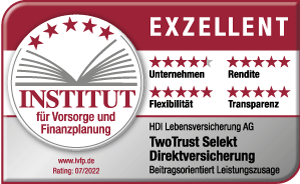 EXZELLENT
INSTITUT
für Vorsorge und
Finanzplanung
www.ivfp.de
Rating: 07/2022
Unternehmen
Rendite
Flexibilität
Transparenz
HDI Lebensversicherung AG
TwoTrust Selekt
Direktversicherung
Beitragsorientiert Leistungszusage